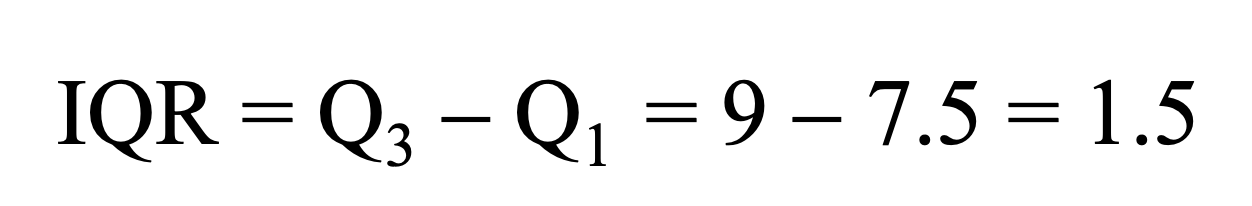 IQR = Q₃ – Q₁ = 9 – 7.5 = 1.5